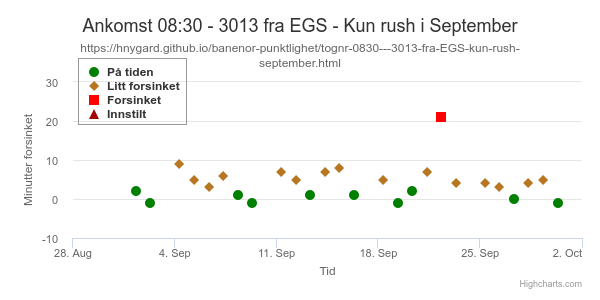 Ankomst 08:30 - 3013 fra EGS - Kun rush i September
https://hnygard.github.io/banenor-punktlighet/tognr-0830---3013-fra-EGS-kun-rush-
september.html
På tiden
Litt forsinket
Forsinket
Innstilt
Minutter forsinket
30
20
10
0
-10
28. Aug
4. Sep
11. Sep
18. Sep
25. Sep
2. Oct
Tid
Highcharts.com